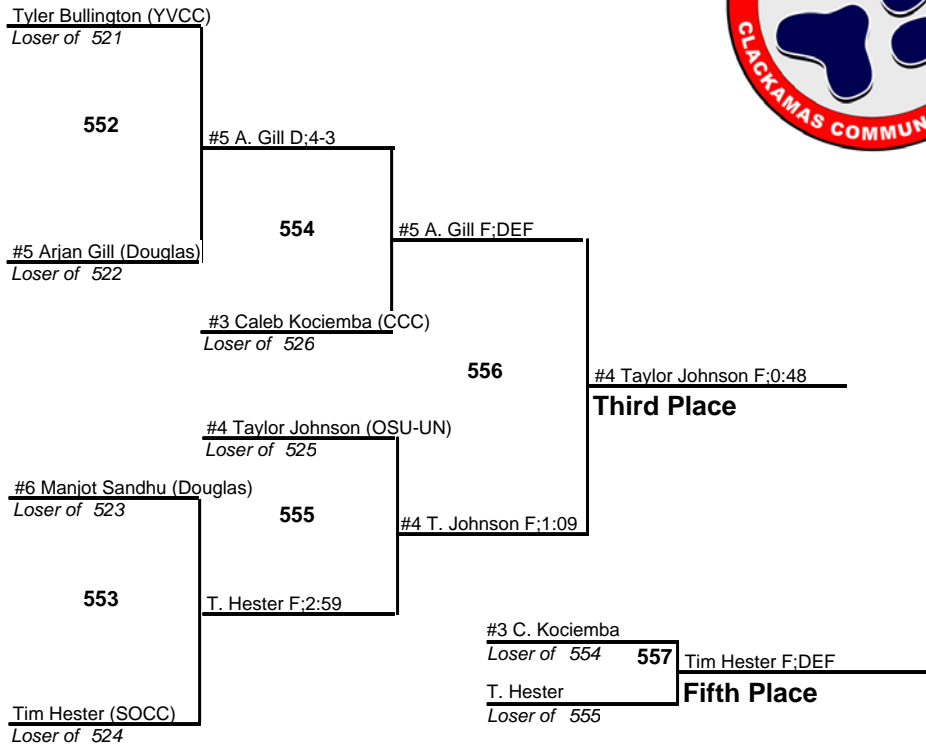 Tyler Bullington (YVCC)
Loser of 521
552
#5 A. Gill D;4-3
#5 Arjan Gill (Douglas)
Loser of 522
554
#5 A. Gill F;DEF
#3 Caleb Kociemba (CCC)
Loser of 526
556
#4 Taylor Johnson F;0:48
Third Place
#4 Taylor Johnson (OSU-UN)
Loser of 525
#6 Manjot Sandhu (Douglas)
Loser of 523
555
#4 T. Johnson F;1:09
553
T. Hester F;2:59
Tim Hester (SOCC)
Loser of 524
#3 C. Kociemba
Loser of 554
557
Tim Hester F;DEF
Fifth Place
T. Hester
Loser of 555
CLACKAMAS COMMUN